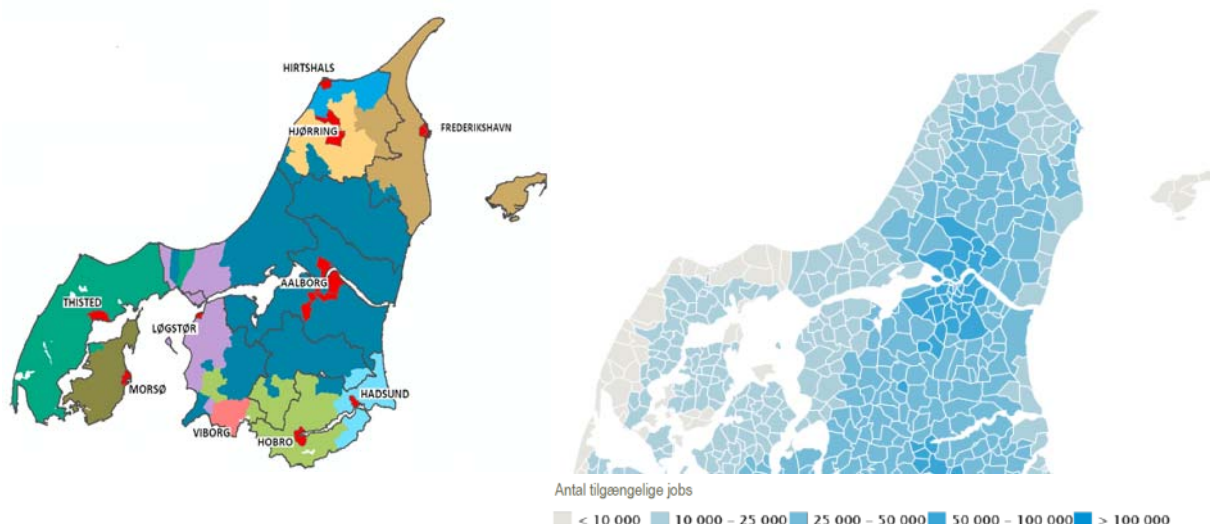 HIRTSHALS
HJØRRING
FREDERIKSHAVN
AALBORG
THISTED
LØGSTØR
MORSØ
HADSUND
VIBORG
HOBRO
Antal tilgængelige jobs
< 10 000 10 000 – 25 000 25 000 – 50 000 50 000 – 100 000 > 100 000